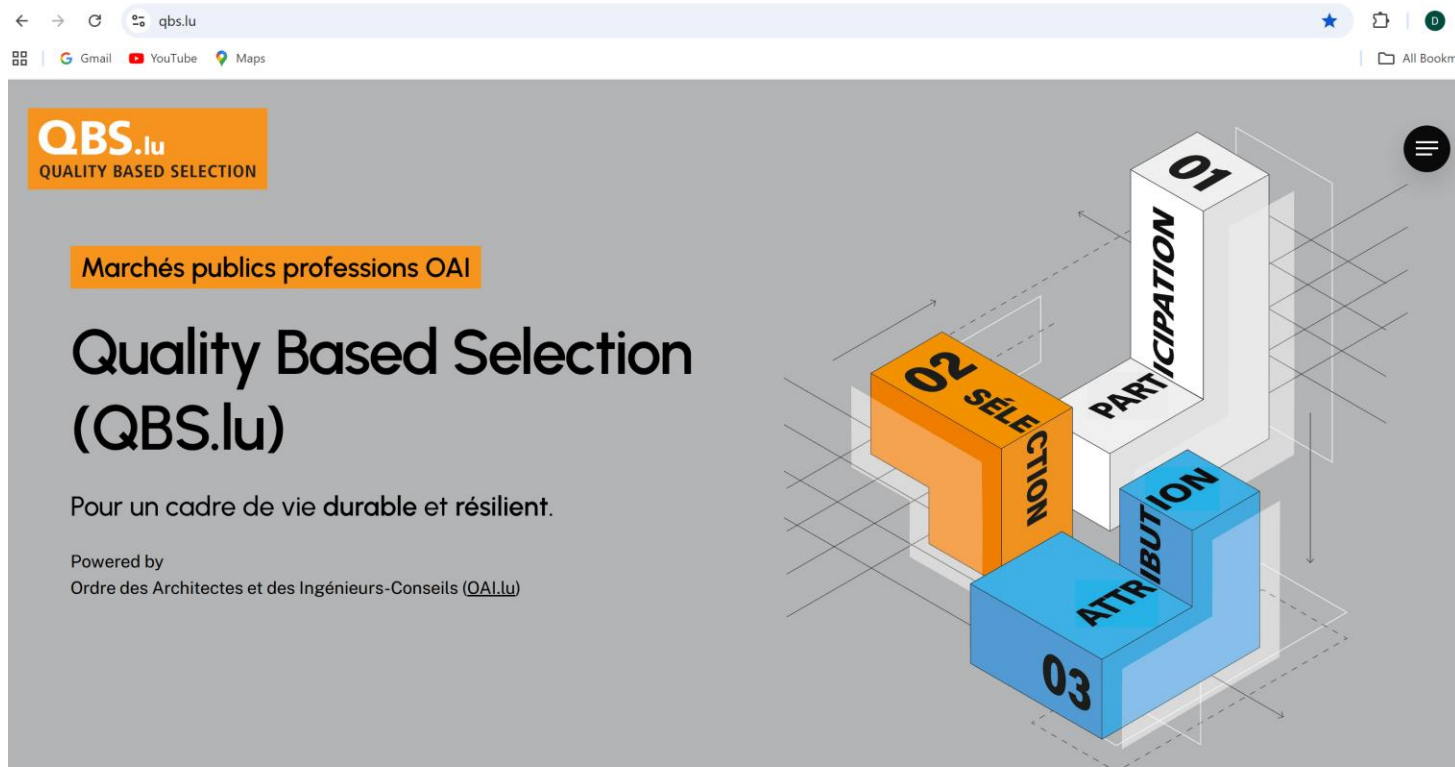 qbs.lu
D
Gmail
YouTube
Maps
All Bookm
QBS.lu
QUALITY BASED SELECTION
Marchés publics professions OAI
Quality Based Selection
(QBS.lu)
Pour un cadre de vie durable et résilient.
Powered by
Ordre des Architectes et des Ingénieurs-Conseils (OAI.lu)
01
PARTICIPATION
02
SÉLECTION
ATTRIBUTION
03